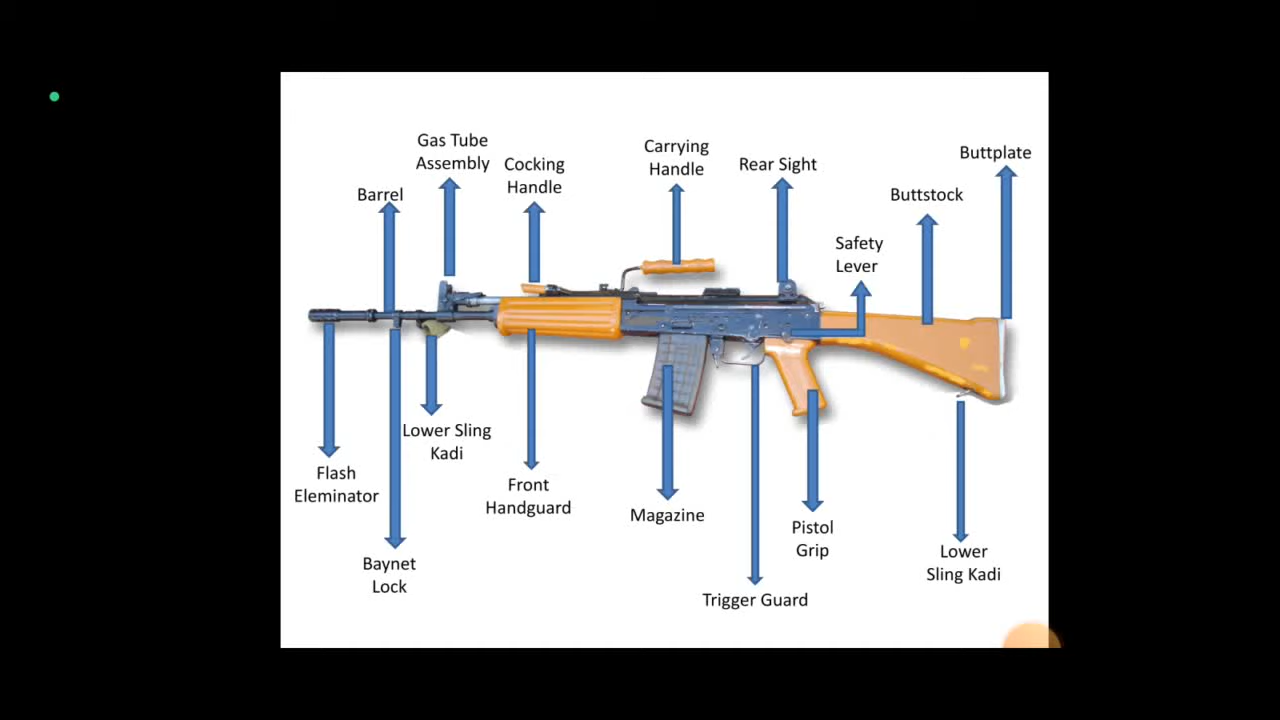 Gas Tube
Assembly
Cocking
Handle
Carrying
Handle
Rear Sight
Buttplate
Barrel
Buttstock
Safety
Lever
Lower Sling
Kadi
Flash
Eleminator
Front
Handguard
Magazine
Pistol
Grip
Baynet
Lock
Lower
Sling Kadi
Trigger Guard